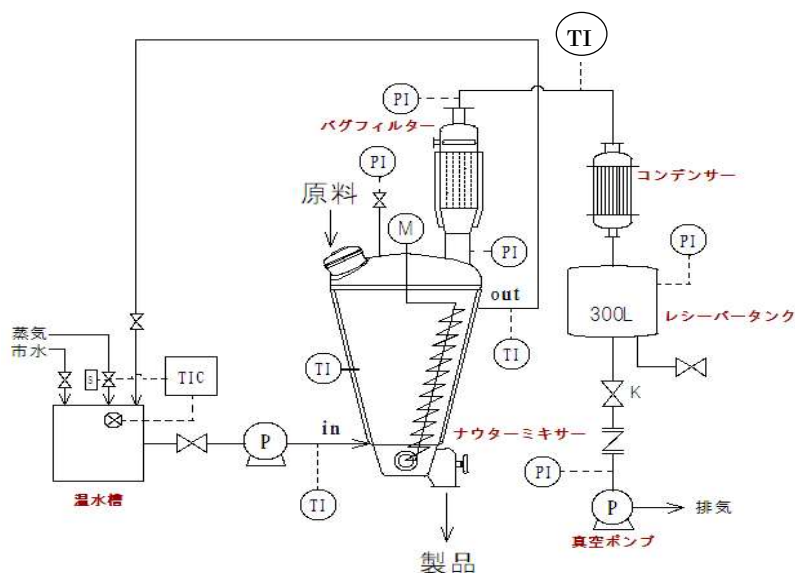 TI
PI
バグフィルター
PI
コンデンサー
原料
M
PI
PI
out
300L
レシーバータンク
蒸気
市水
TI
S
TIC
TI
K
in
ナウターミキサー
P
PI
温水槽
TI
P
排気
真空ポンプ
製品